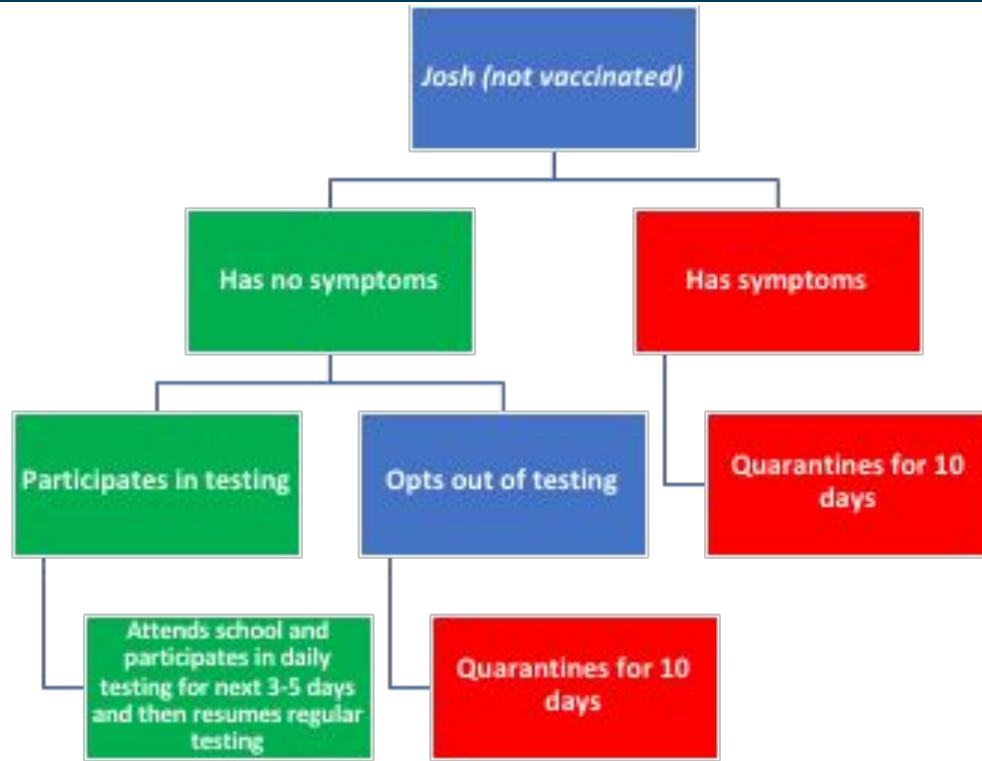 Josh (not vaccinated)
Has no symptoms
Has symptoms
Participates in testing
Opts out of testing
Quarantines for 10
days
Attends school and
participates in daily
testing for next 3-5 days
and then resumes regular
testing
Quarantines for 10
days